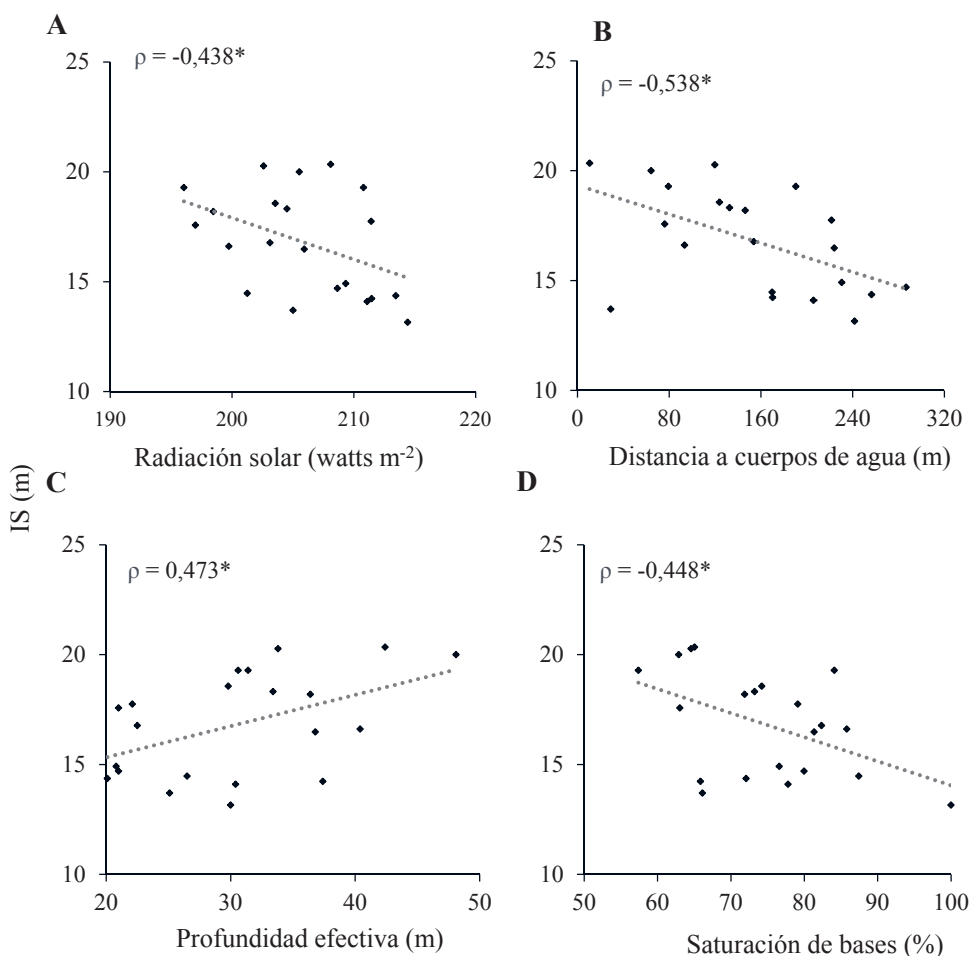 A
ρ = -0,438*
25
20
15
10
190 200 210 220
Radiación solar (watts m-2)
B
ρ = -0,538*
25
20
15
10
0 80 160 240 320
Distancia a cuerpos de agua (m)
IS (m)
C
ρ = 0,473*
25
20
15
10
20 30 40 50
Profundidad efectiva (m)
D
ρ = -0,448*
25
20
15
10
50 60 70 80 90 100
Saturación de bases (%)